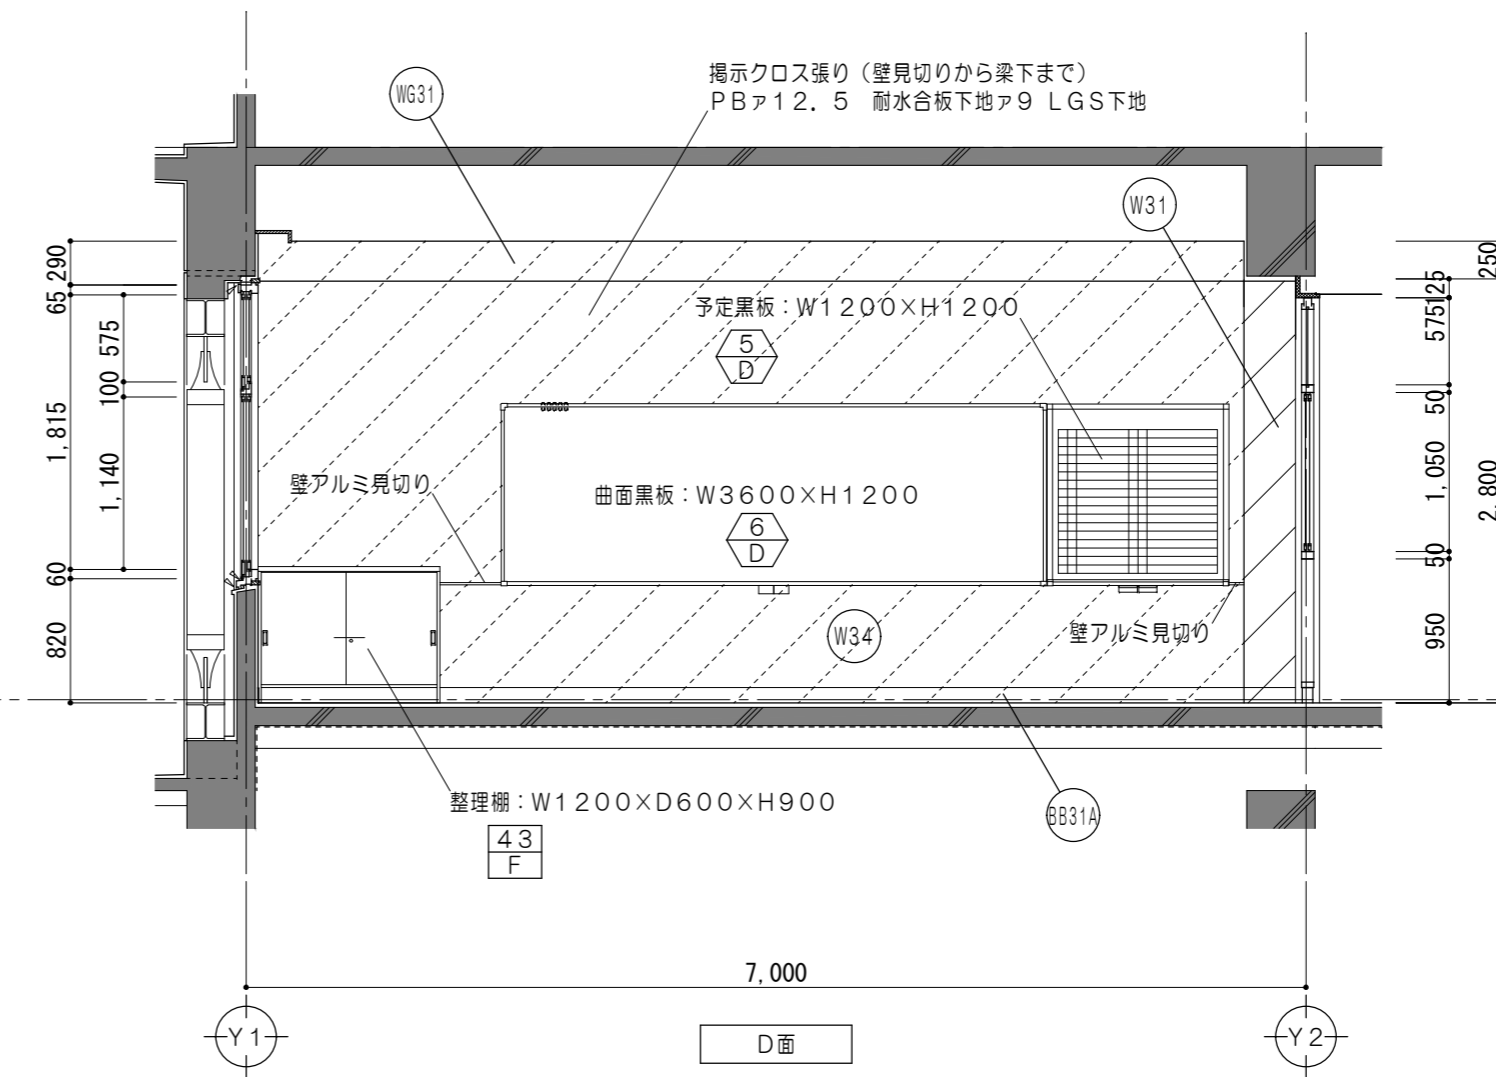 掲示クロス張り（壁見切りから梁下まで）
PBァ12．5　耐水合板下地ァ9 LGS下地
WG31
W31
予定黒板：W1200×H1200
5
D
壁アルミ見切り
曲面黒板：W3600×H1200
6
D
W34
壁アルミ見切り
整理棚：W1200×D600×H900
43
F
BB31A
290
65
1,815
60
820
575
100
1,140
250
125
575
50
1,050
50
950
2,800
7,000
Y1
Y2
D面